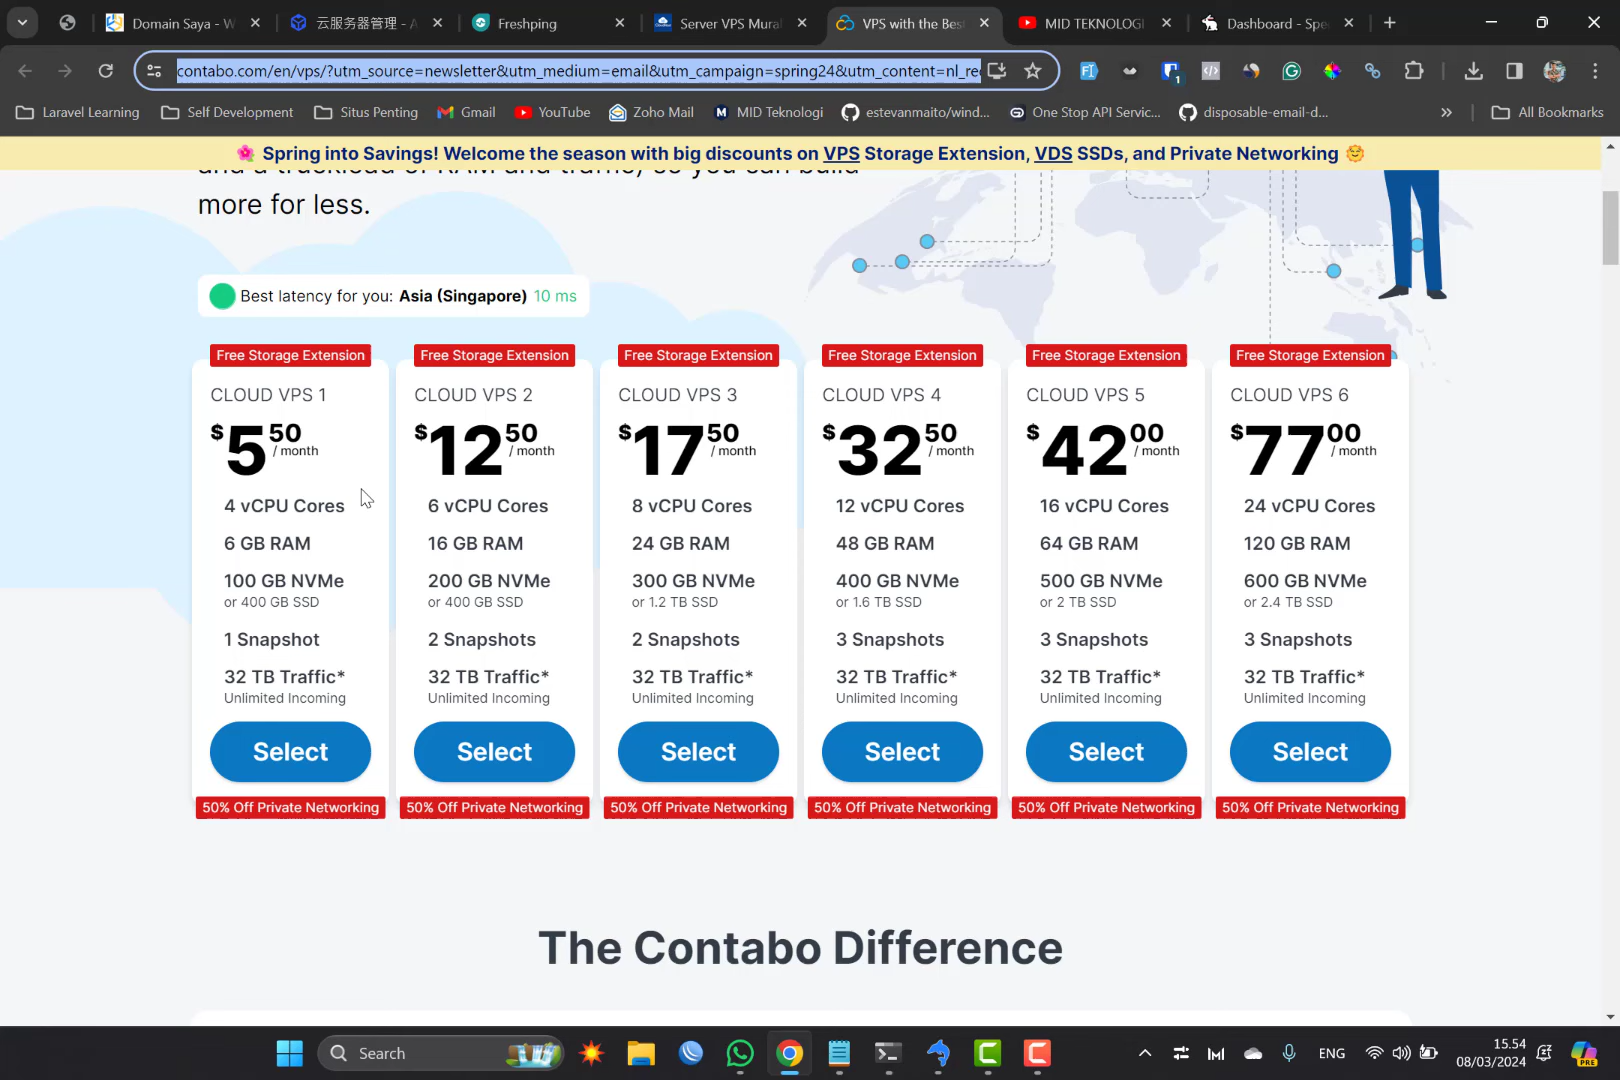 Domain Saya - W
云服务器管理 - A
Freshping
Server VPS Mura
VPS with the Bes
MID TEKNOLOGI
Dashboard - Spe
contabo.com/en/vps/?utm_source=newsletter&utm_medium=email&utm_campaign=spring24&utm_content=nl_re
Laravel Learning
Self Development
Situs Penting
Gmail
YouTube
Zoho Mail
MID Teknologi
estevanmaito/wind...
One Stop API Servic...
disposable-email-d...
All Bookmarks
Spring into Savings! Welcome the season with big discounts on VPS Storage Extension, VDS SSDs, and Private Networking
more for less.
Best latency for you: Asia (Singapore) 10 ms
Free Storage Extension
CLOUD VPS 1
$5 50 / month
4 vCPU Cores
6 GB RAM
100 GB NVMe
or 400 GB SSD
1 Snapshot
32 TB Traffic*
Unlimited Incoming
Select
50% Off Private Networking
Free Storage Extension
CLOUD VPS 2
$12 50 / month
6 vCPU Cores
16 GB RAM
200 GB NVMe
or 400 GB SSD
2 Snapshots
32 TB Traffic*
Unlimited Incoming
Select
50% Off Private Networking
Free Storage Extension
CLOUD VPS 3
$17 50 / month
8 vCPU Cores
24 GB RAM
300 GB NVMe
or 1.2 TB SSD
2 Snapshots
32 TB Traffic*
Unlimited Incoming
Select
50% Off Private Networking
Free Storage Extension
CLOUD VPS 4
$32 50 / month
12 vCPU Cores
48 GB RAM
400 GB NVMe
or 1.6 TB SSD
3 Snapshots
32 TB Traffic*
Unlimited Incoming
Select
50% Off Private Networking
Free Storage Extension
CLOUD VPS 5
$42 00 / month
16 vCPU Cores
64 GB RAM
500 GB NVMe
or 2 TB SSD
3 Snapshots
32 TB Traffic*
Unlimited Incoming
Select
50% Off Private Networking
Free Storage Extension
CLOUD VPS 6
$77 00 / month
24 vCPU Cores
120 GB RAM
600 GB NVMe
or 2.4 TB SSD
3 Snapshots
32 TB Traffic*
Unlimited Incoming
Select
50% Off Private Networking
The Contabo Difference
Search
ENG
15.54
08/03/2024
PRE